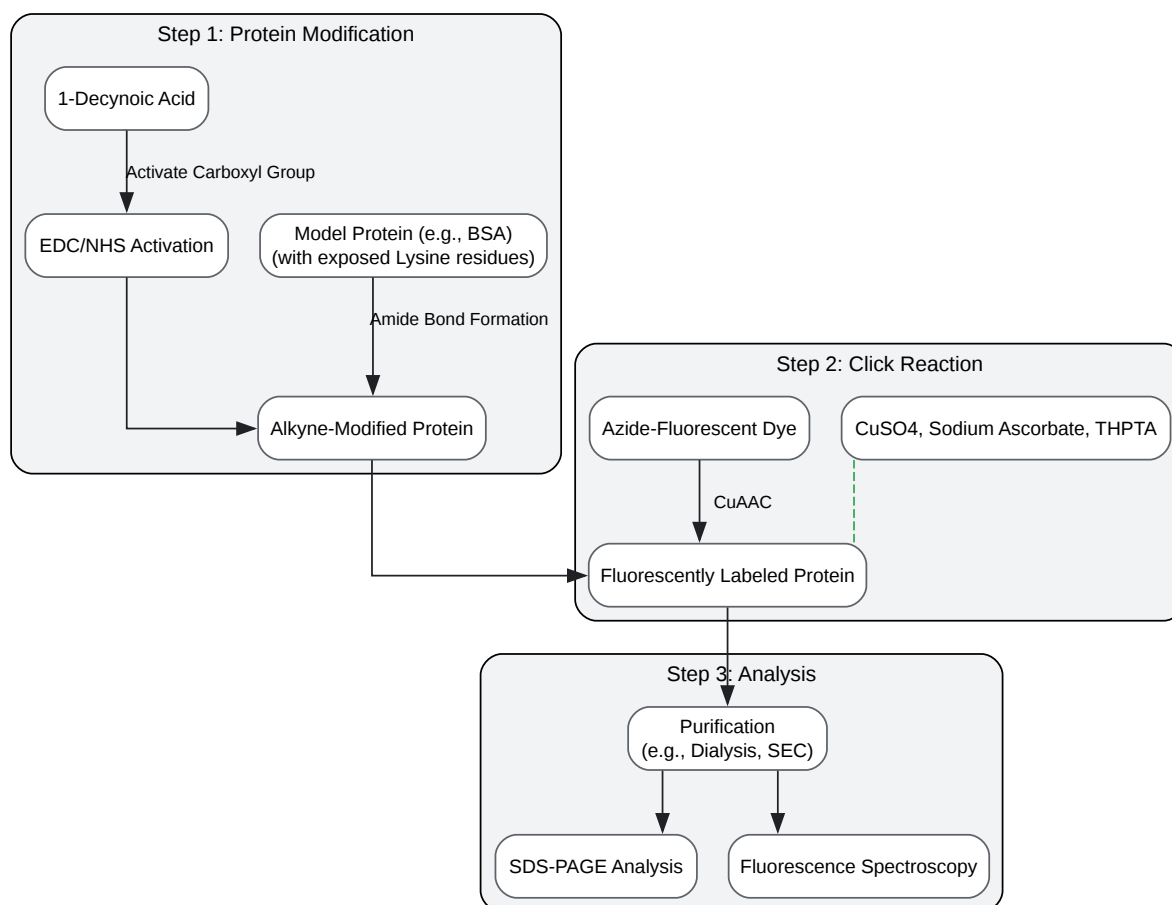 Step 1: Protein Modification
1-Decynoic Acid
Activate Carboxyl Group
EDC/NHS Activation
Model Protein (e.g., BSA)
(with exposed Lysine residues)
Amide Bond Formation
Alkyne-Modified Protein
Step 2: Click Reaction
Azide-Fluorescent Dye
CuSO4, Sodium Ascorbate, THPTA
CuAAC
Fluorescently Labeled Protein
Step 3: Analysis
Purification
(e.g., Dialysis, SEC)
SDS-PAGE Analysis
Fluorescence Spectroscopy